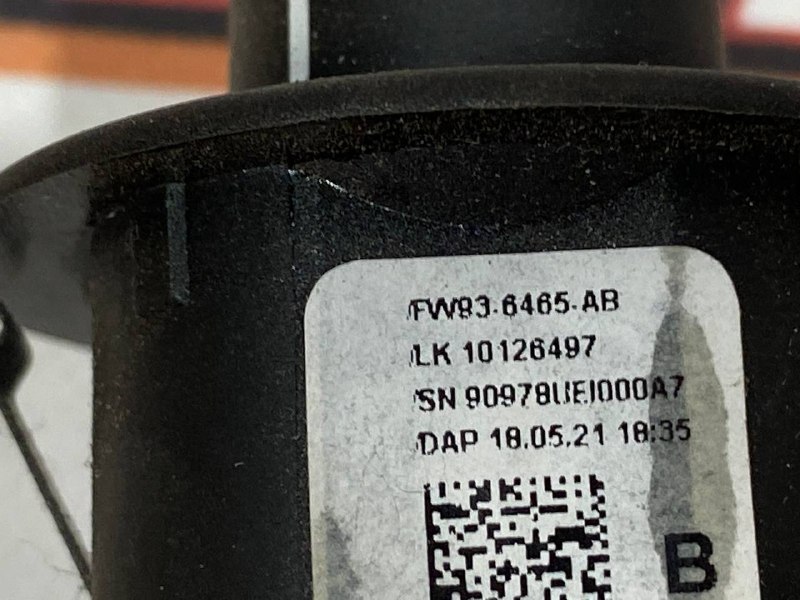 FW93-6465-AB
LK 10126497
SN 90978UEI000A7
DAP 18.05.21 18:35
B